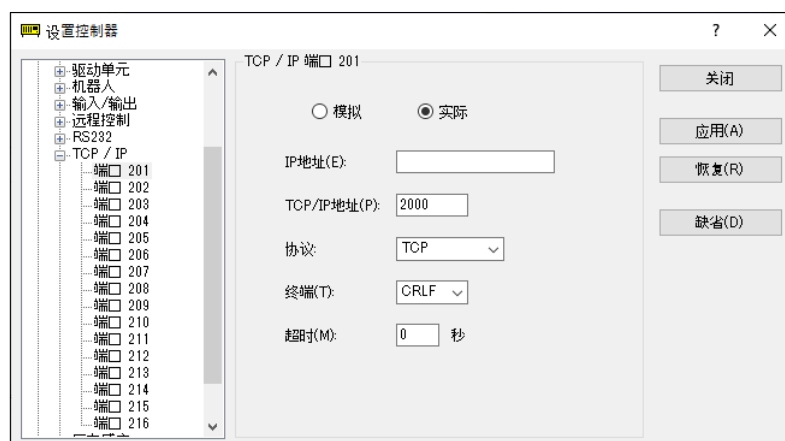 设置控制器
驱动单元
机器人
输入/输出
远程控制
RS232
TCP / IP
端口 201
端口 202
端口 203
端口 204
端口 205
端口 206
端口 207
端口 208
端口 209
端口 210
端口 211
端口 212
端口 213
端口 214
端口 215
端口 216
TCP / IP 端口 201
模拟 实际
IP地址(E):
TCP/IP地址(P): 2000
协议: TCP
终端(T): CRLF
超时(M): 0 秒
关闭
应用(A)
恢复(R)
缺省(D)